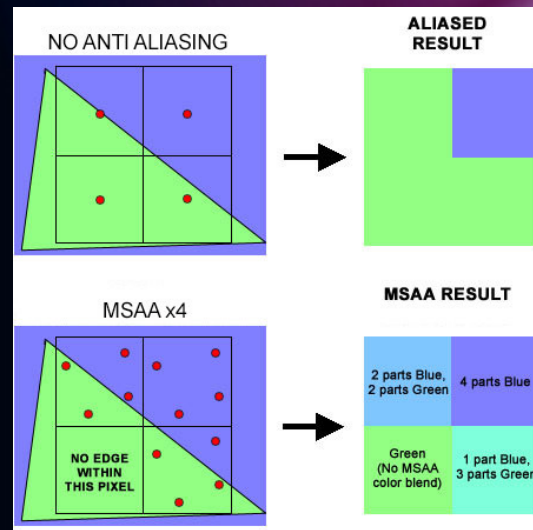 NO ANTI ALIASING
ALIASED
RESULT
MSAA x4
NO EDGE
WITHIN
THIS PIXEL
MSAA RESULT
2 parts Blue,
2 parts Green
4 parts Blue
Green
(No MSAA
color blend)
1 part Blue,
3 parts Green